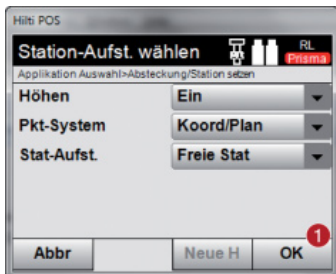 Hilti POS
Station-Aufst. wählen RL
Prisma
Applikation Auswahl>Absteckung/Station setzen
Höhen Ein
Pkt-System Koord/Plan
Stat-Aufst. Freie Stat
1
Abbr Neue H OK